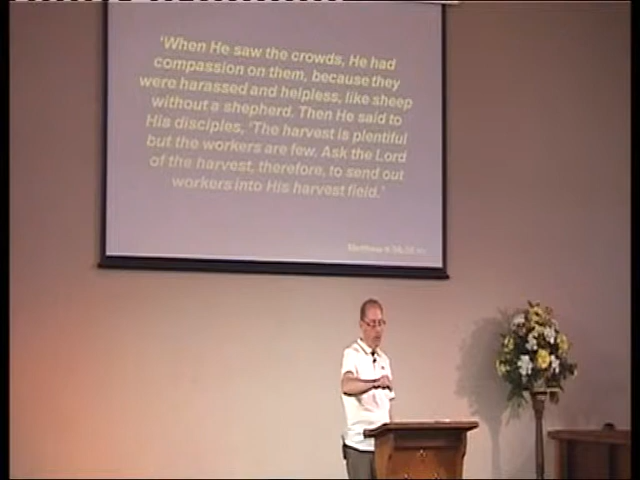 'When He saw the crowds, He had
compassion on them, because they
were harassed and helpless, like sheep
without a shepherd. Then He said to
His disciples, 'The harvest is plentiful
but the workers are few. Ask the Lord
of the harvest, therefore, to send out
workers into His harvest field.'
Matthew